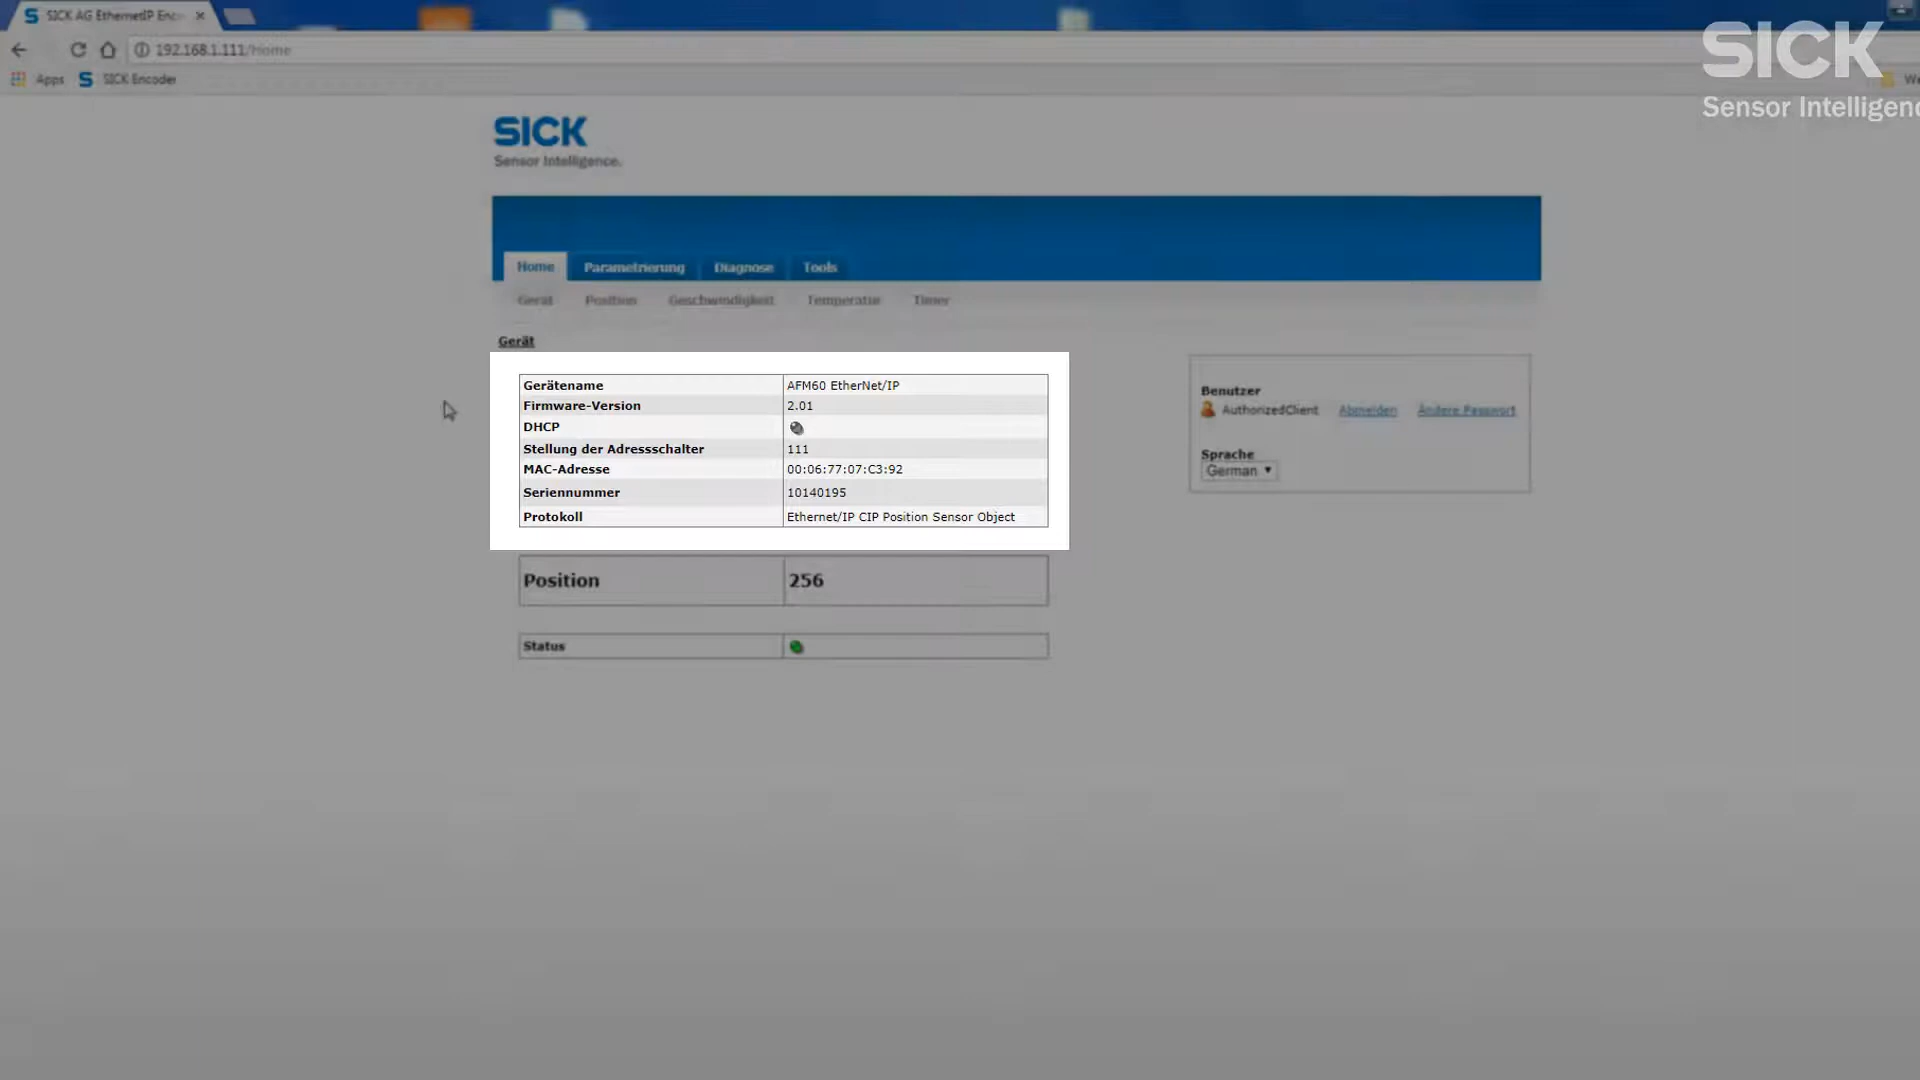 SICK AG EthernetIP Enc
192.168.1.111/Home
Apps SICK Encoder
SICK
Sensor Intelligenc
SICK
Sensor Intelligence.
Home Parametrierung Diagnose Tools
Gerät Position Geschwindigkeit Temperatur Timer
Gerät
Gerätename AFM60 EtherNet/IP
Firmware-Version 2.01
DHCP
Stellung der Adressschalter 111
MAC-Adresse 00:06:77:07:C3:92
Seriennummer 10140195
Protokoll Ethernet/IP CIP Position Sensor Object
Position 256
Status
Benutzer
AuthorizedClient Abmelden Ändere Passwort
Sprache
German